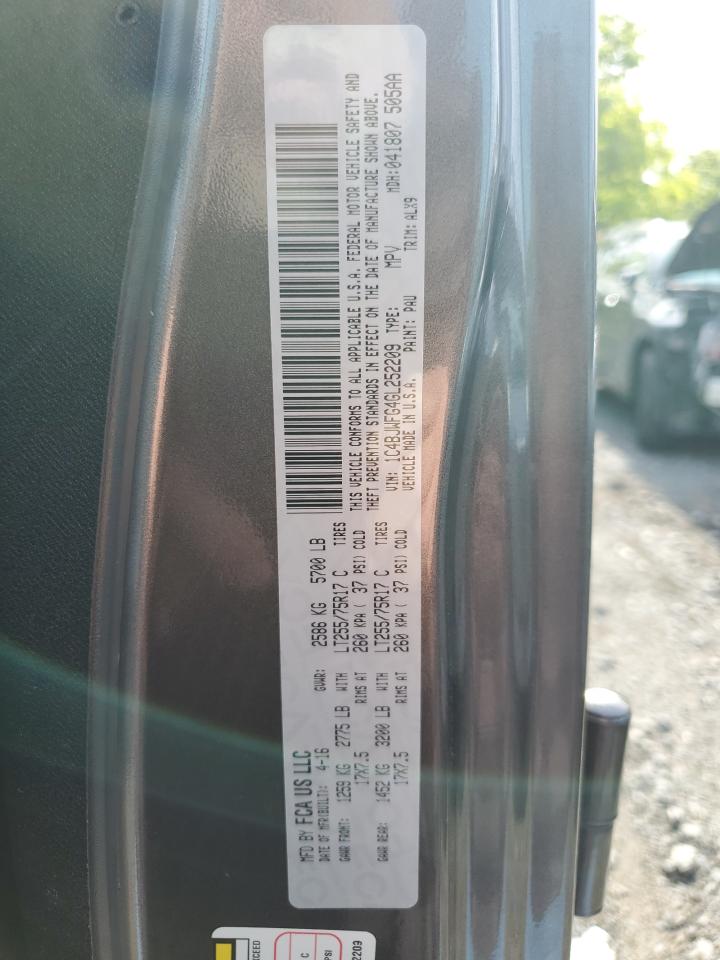 MFD BY FCA US LLC
DATE OF MFR(BUILT): 4-16 GVWR: 2586 KG 5700 LB
GAWR FRONT: 1259 KG 2775 LB WITH LT255/75R17 C TIRES
17X7.5 RIMS AT 260 KPA ( 37 PSI) COLD
GAWR REAR: 1452 KG 3200 LB WITH LT255/75R17 C TIRES
17X7.5 RIMS AT 260 KPA ( 37 PSI) COLD
THIS VEHICLE CONFORMS TO ALL APPLICABLE U.S.A. FEDERAL MOTOR VEHICLE SAFETY AND
THEFT PREVENTION STANDARDS IN EFFECT ON THE DATE OF MANUFACTURE SHOWN ABOVE.
VIN: 1C4BJWFG4GL252209 TYPE: MPV MDH:041807 505AA
VEHICLE MADE IN U.S.A. PAINT: PAU TRIM: ALX9
EXCEED
C
PSI
2209